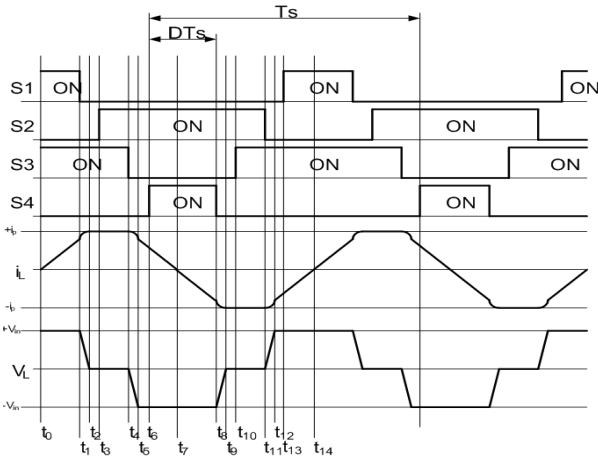 Ts
DTs
S1 ON ON ON
S2 ON ON
S3 ON ON ON
S4 ON ON
+ip
iL
-ip
+Vin
VL
-Vin
t0 t2 t4 t6 t8 t10 t12
t1 t3 t5 t7 t9 t11 t13 t14